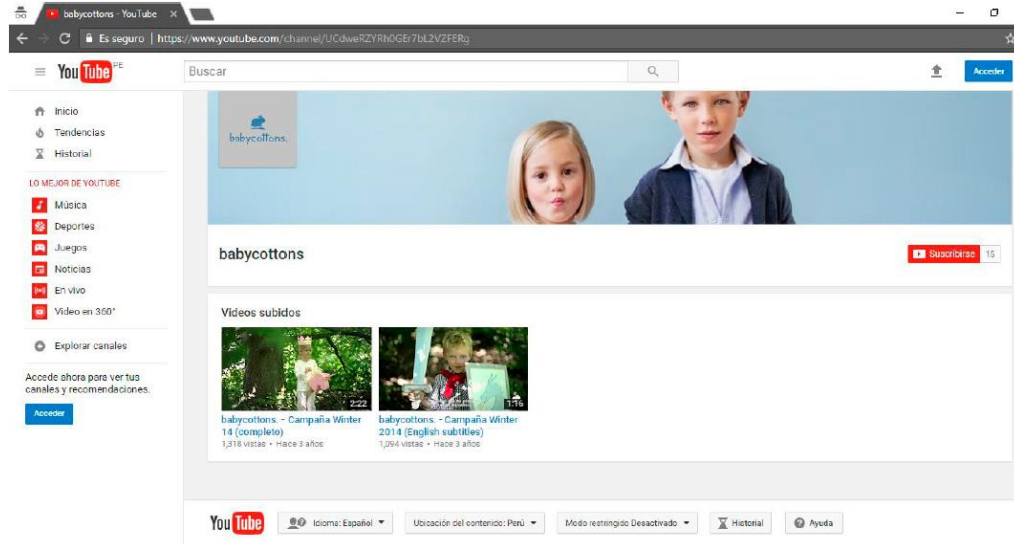 babycottons - YouTube
Es seguro | https://www.youtube.com/channel/UCdweRZYRh0GEr7bL2VZFERg
YouTube PE
Buscar
Acceder
Inicio
Tendencias
Historial
LO MEJOR DE YOUTUBE
Música
Deportes
Juegos
Noticias
En vivo
Video en 360°
Explorar canales
Accede ahora para ver tus
canales y recomendaciones.
Acceder
babycottons.
babycottons
Suscribirse 15
Videos subidos
2:22
1:16
babycottons. - Campaña Winter
14 (completo)
1,318 vistas • Hace 3 años
babycottons. - Campaña Winter
2014 (English subtitles)
1,094 vistas • Hace 3 años
YouTube
Idioma: Español
Ubicación del contenido: Perú
Modo restringido Desactivado
Historial
Ayuda